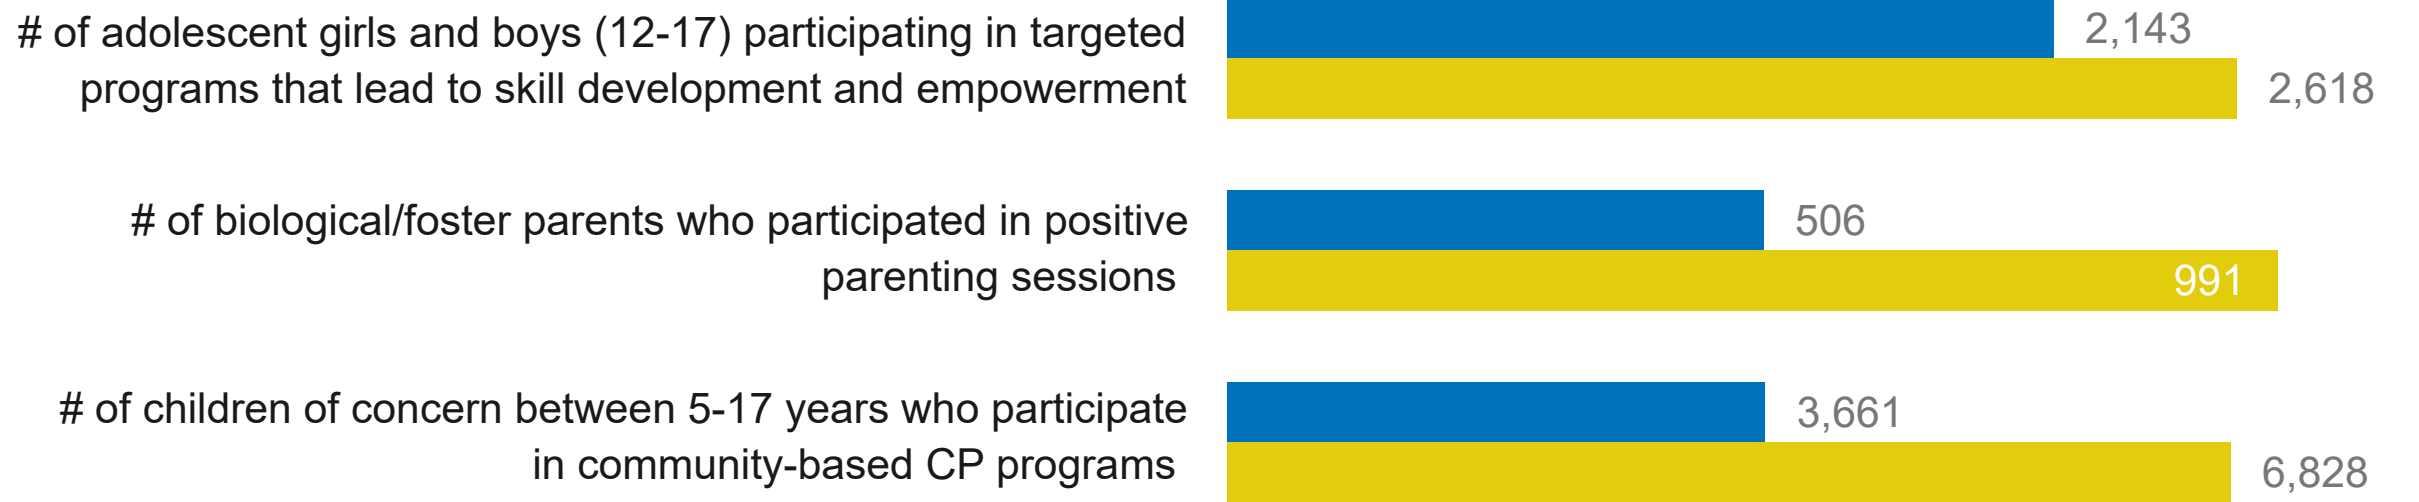 # of adolescent girls and boys (12-17) participating in targeted
programs that lead to skill development and empowerment
2,143
2,618
# of biological/foster parents who participated in positive
parenting sessions
506
991
# of children of concern between 5-17 years who participate
in community-based CP programs
3,661
6,828